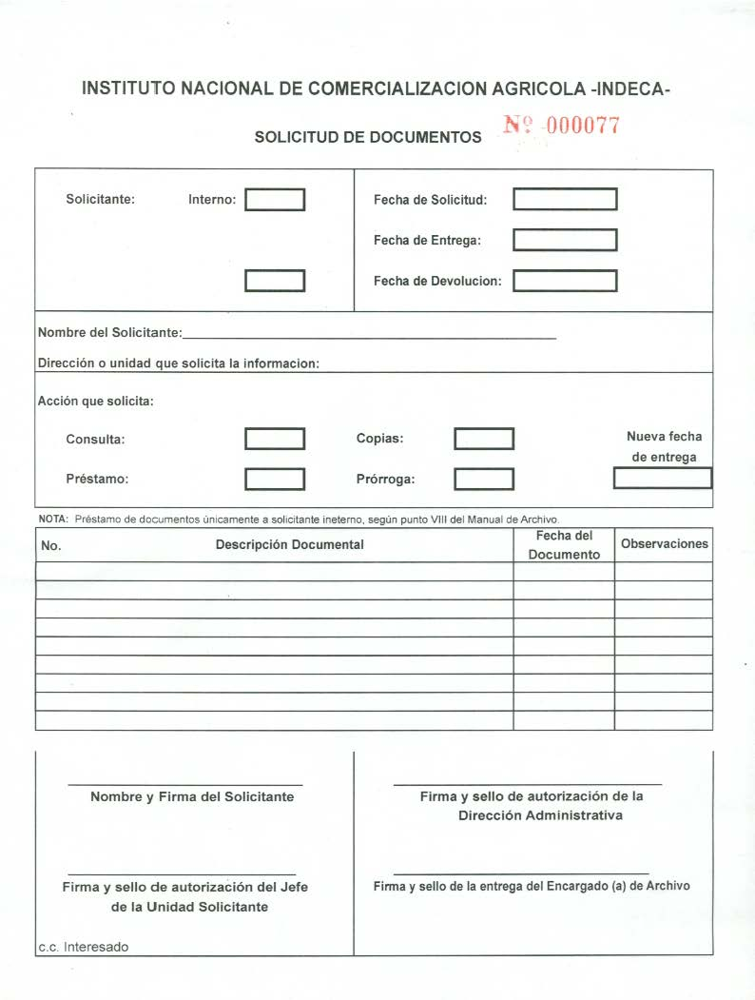 INSTITUTO NACIONAL DE COMERCIALIZACION AGRICOLA -INDECA-
SOLICITUD DE DOCUMENTOS Nº 000077
Solicitante: Interno: Fecha de Solicitud:
Fecha de Entrega:
Fecha de Devolucion:
Nombre del Solicitante:
Dirección o unidad que solicita la informacion:
Acción que solicita:
Consulta: Copias: Nueva fecha
de entrega
Préstamo: Prórroga:
NOTA: Préstamo de documentos únicamente a solicitante ineterno, según punto VIII del Manual de Archivo.
No. Descripción Documental Fecha del
Documento Observaciones
Nombre y Firma del Solicitante
Firma y sello de autorización de la
Dirección Administrativa
Firma y sello de autorización del Jefe
de la Unidad Solicitante
Firma y sello de la entrega del Encargado (a) de Archivo
c.c. Interesado